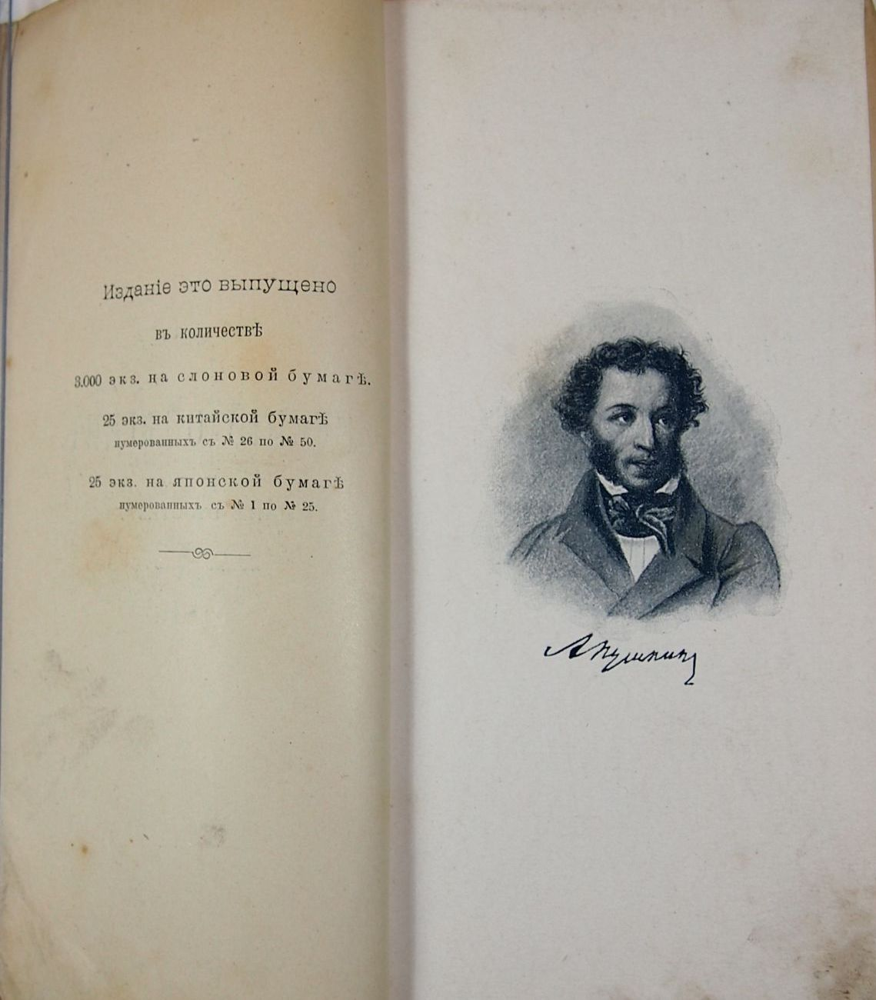 Изданіе это выпущено
въ количествѣ
3.000 экз. на слоновой бумагѣ.
25 экз. на китайской бумагѣ
нумерованныхъ съ № 26 по № 50.
25 экз. на японской бумагѣ
нумерованныхъ съ № 1 по № 25.
А Пушкинъ